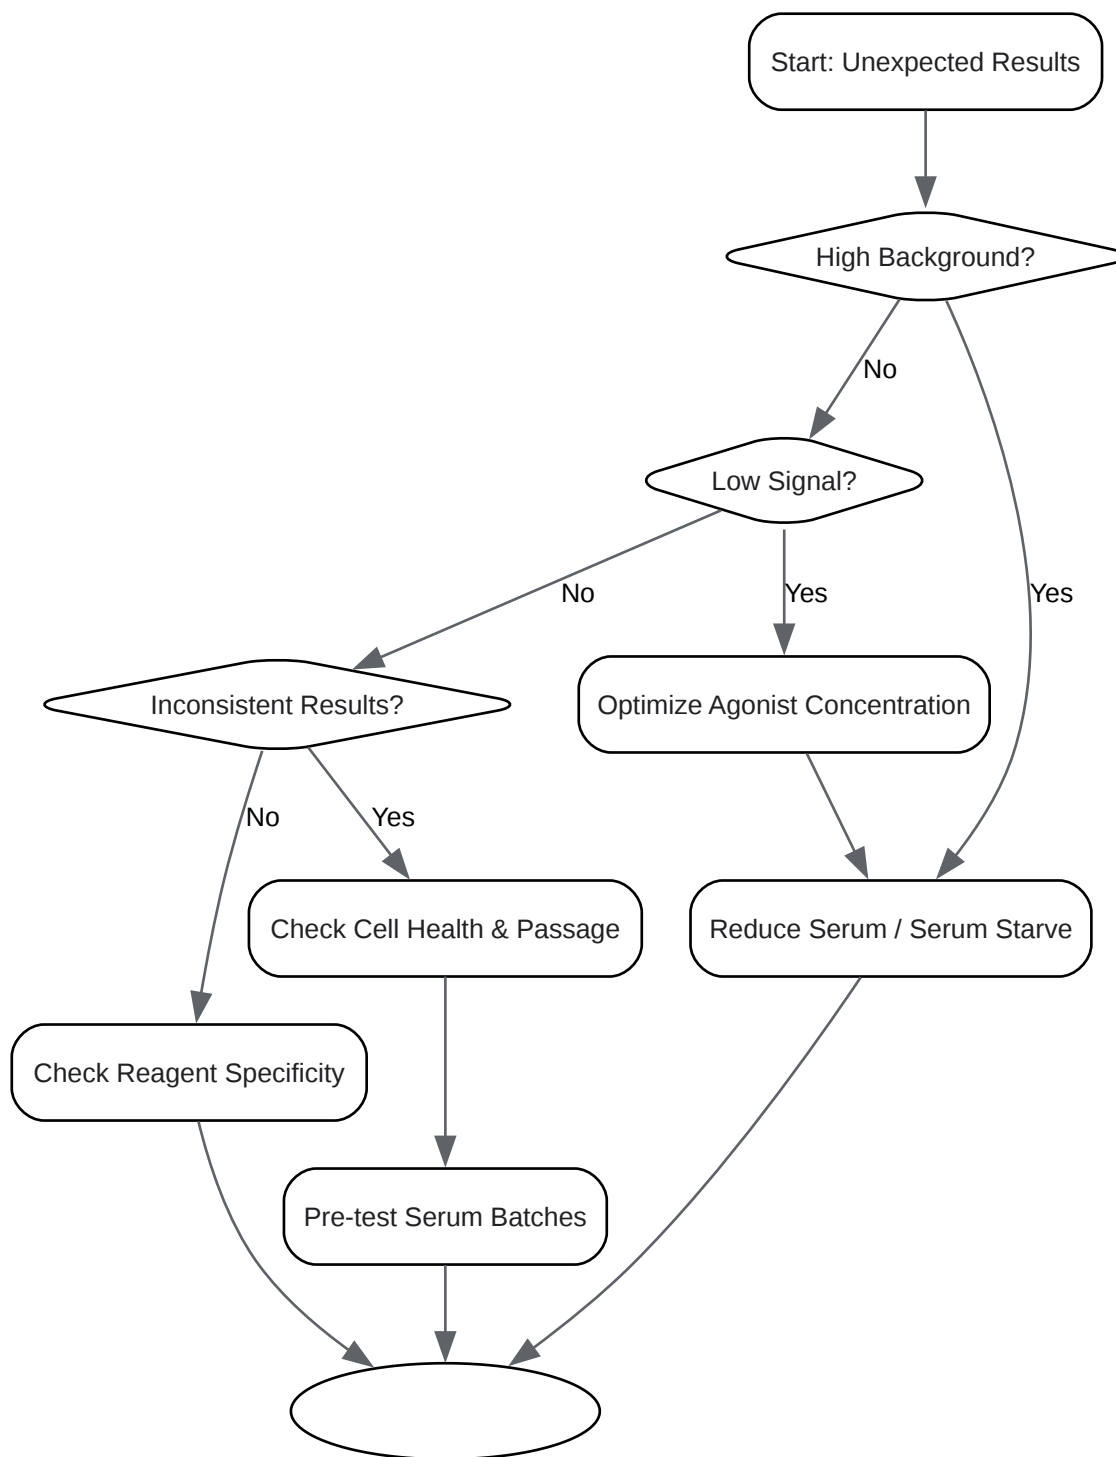 Start: Unexpected Results
High Background?
No
Low Signal?
No
Yes
Yes
Inconsistent Results?
Optimize Agonist Concentration
No
Yes
Check Cell Health & Passage
Reduce Serum / Serum Starve
Check Reagent Specificity
Pre-test Serum Batches